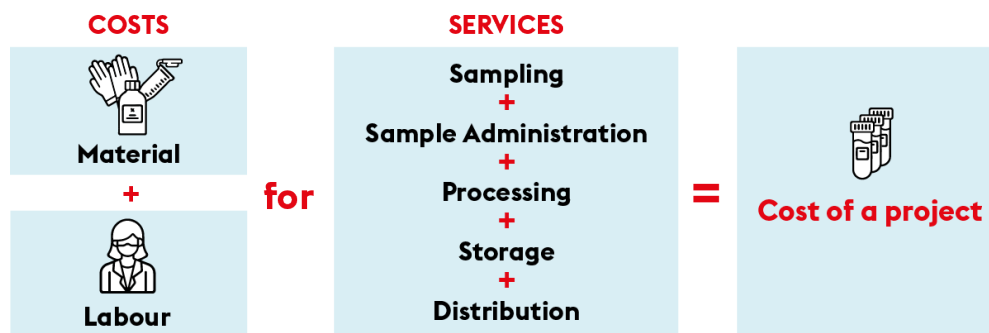 COSTS
Material
+
Labour
for
SERVICES
Sampling
+
Sample Administration
+
Processing
+
Storage
+
Distribution
=
Cost of a project